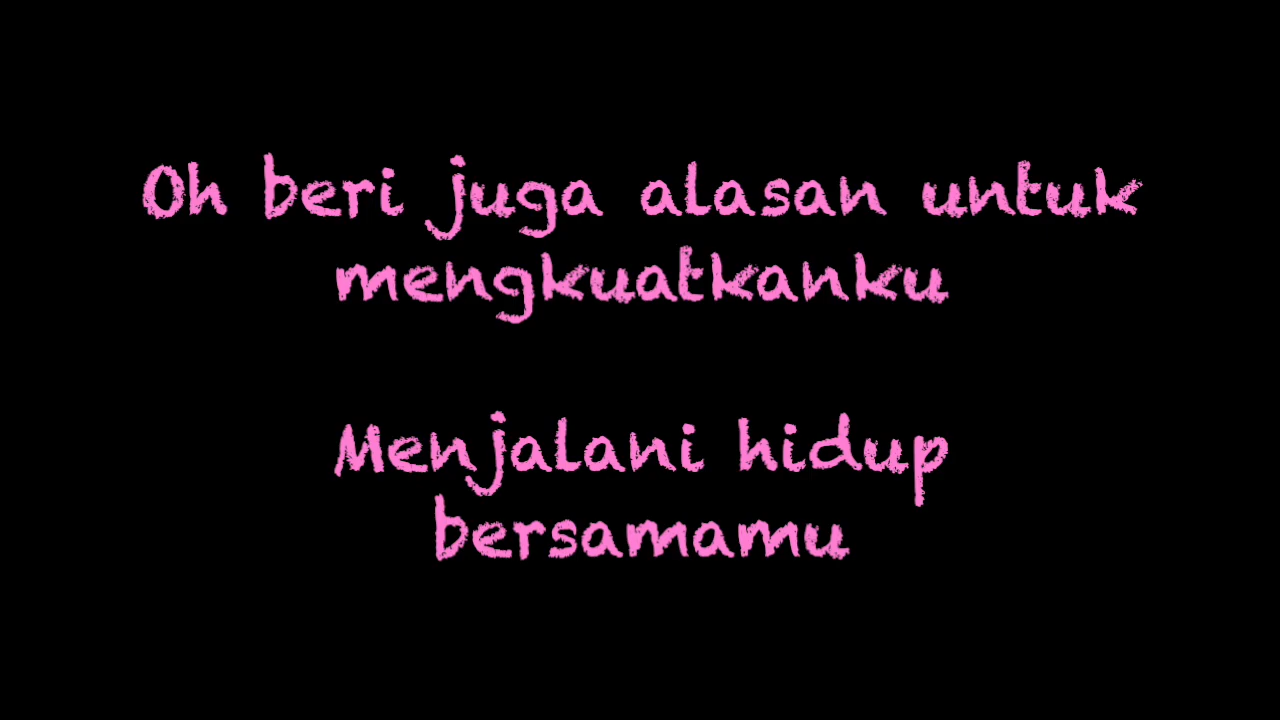 Oh beri juga alasan untuk
mengkuatkanku
Menjalani hidup
bersamamu